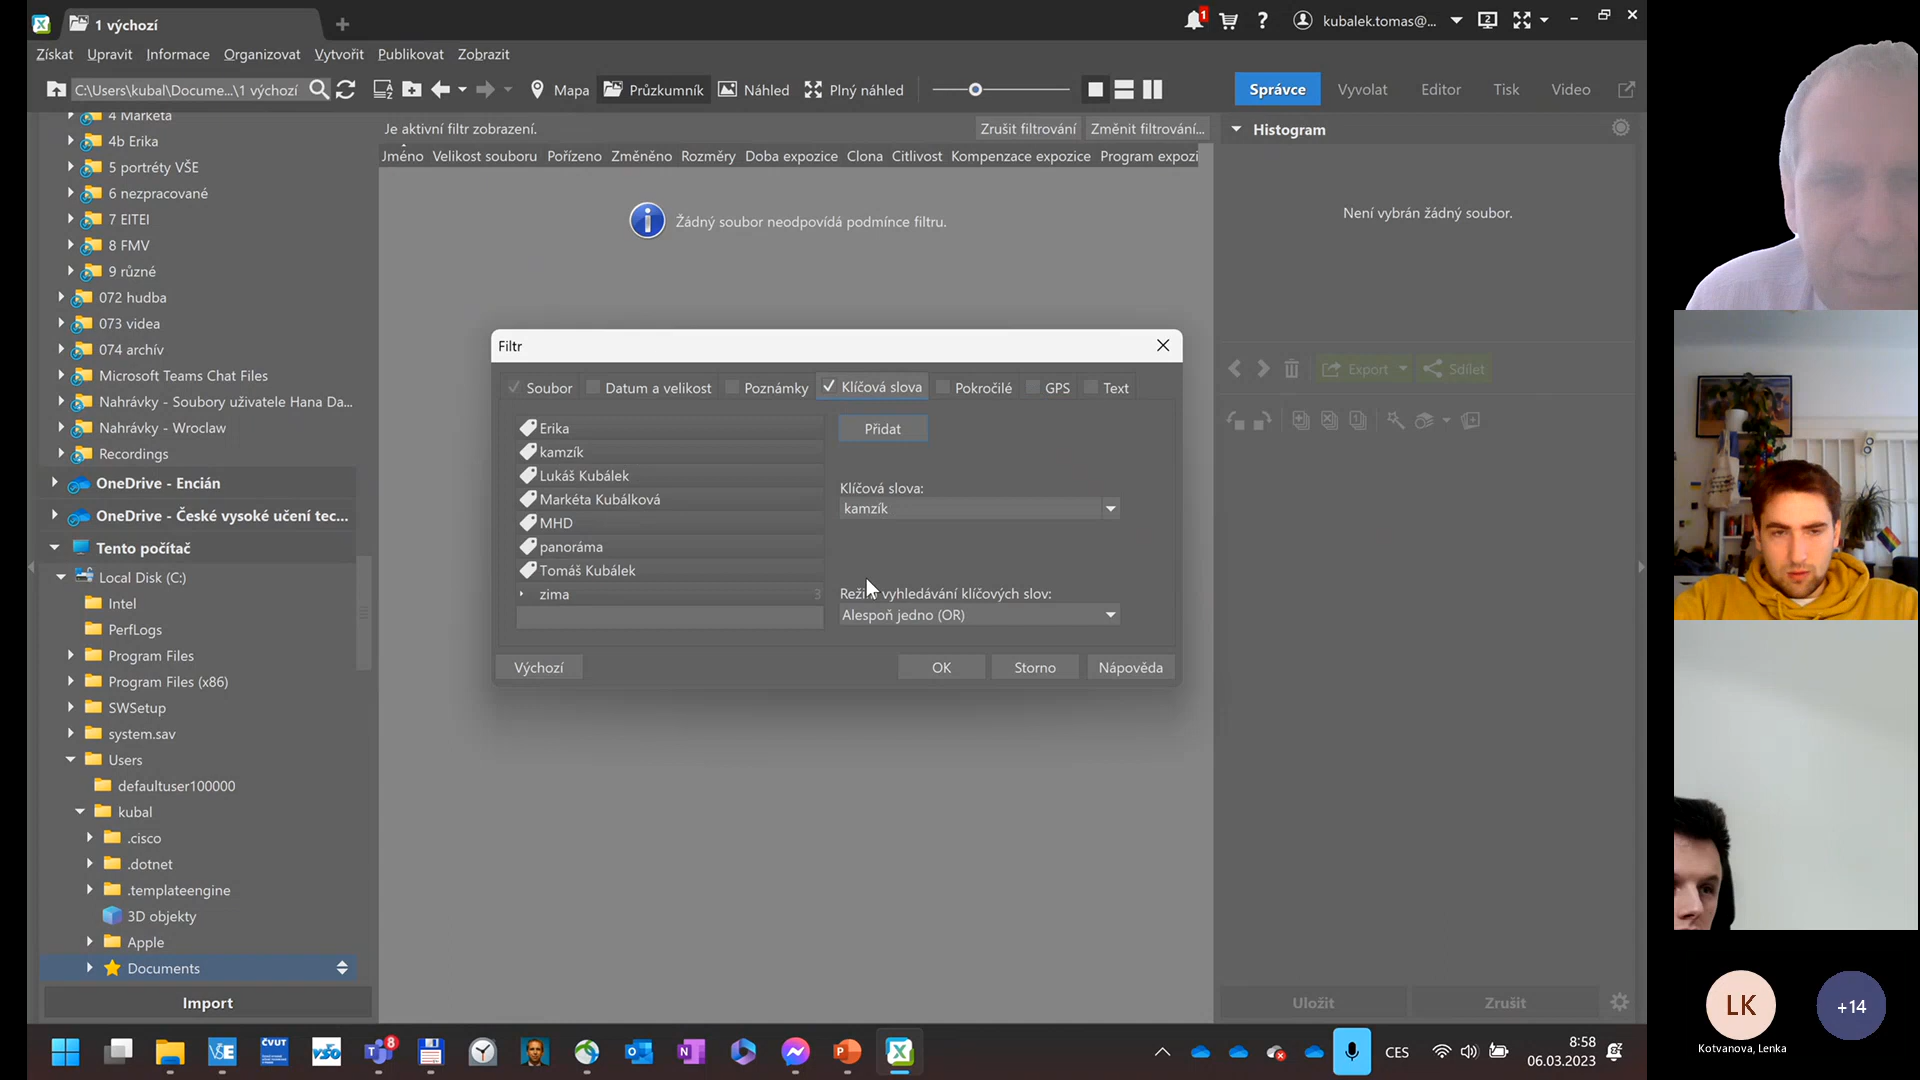 1 výchozí
1
kubalek.tomas@...
2
Získat Upravit Informace Organizovat Vytvořit Publikovat Zobrazit
C:\Users\kubal\Docume...\1 výchozí
Mapa Průzkumník Náhled Plný náhled
Správce Vyvolat Editor Tisk Video
4 Markéta
4b Erika
5 portréty VŠE
6 nezpracované
7 EITEI
8 FMV
9 různé
072 hudba
073 videa
074 archív
Microsoft Teams Chat Files
Nahrávky - Soubory uživatele Hana Da...
Nahrávky - Wroclaw
Recordings
OneDrive - Encián
OneDrive - České vysoké učení tec...
Tento počítač
Local Disk (C:)
Intel
PerfLogs
Program Files
Program Files (x86)
SWSetup
system.sav
Users
defaultuser100000
kubal
.cisco
.dotnet
.templateengine
3D objekty
Apple
Documents
Import
Je aktivní filtr zobrazení.
Zrušit filtrování Změnit filtrování...
Jméno Velikost souboru Pořízeno Změněno Rozměry Doba expozice Clona Citlivost Kompenzace expozice Program expozi
Žádný soubor neodpovídá podmínce filtru.
Filtr
Soubor Datum a velikost Poznámky Klíčová slova Pokročilé GPS Text
Erika
kamzík
Lukáš Kubálek
Markéta Kubálková
MHD
panoráma
Tomáš Kubálek
zima 3
Přidat
Klíčová slova:
kamzík
Režim vyhledávání klíčových slov:
Alespoň jedno (OR)
Výchozí OK Storno Nápověda
Histogram
Není vybrán žádný soubor.
Export Sdílet
Uložit Zrušit
LK
+14
Kotvanova, Lenka
VŠE
ČVUT
VŠO
8
CES
8:58
06.03.2023